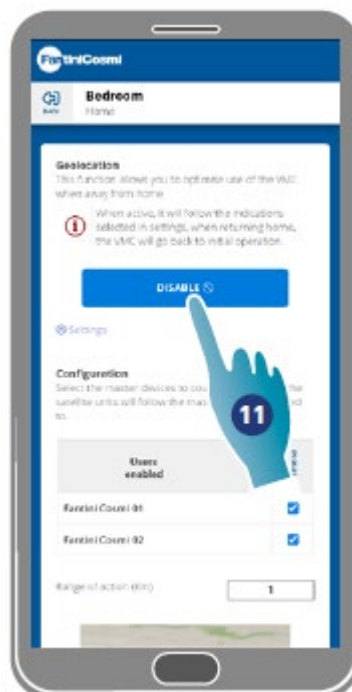 FantiniCosmi
BACK
Bedroom
Home
Geolocation
This function allows you to optimise use of the VMC
when away from home
When active, it will follow the indications
selected in settings, when returning home,
the VMC will go back to initial operation.
DISABLE
Settings
Configuration
Select the master devices to the
satellite units will follow the
to.
11
Users
enabled
Fantini Cosmi 01
Fantini Cosmi 02
Range of action (Km)
1